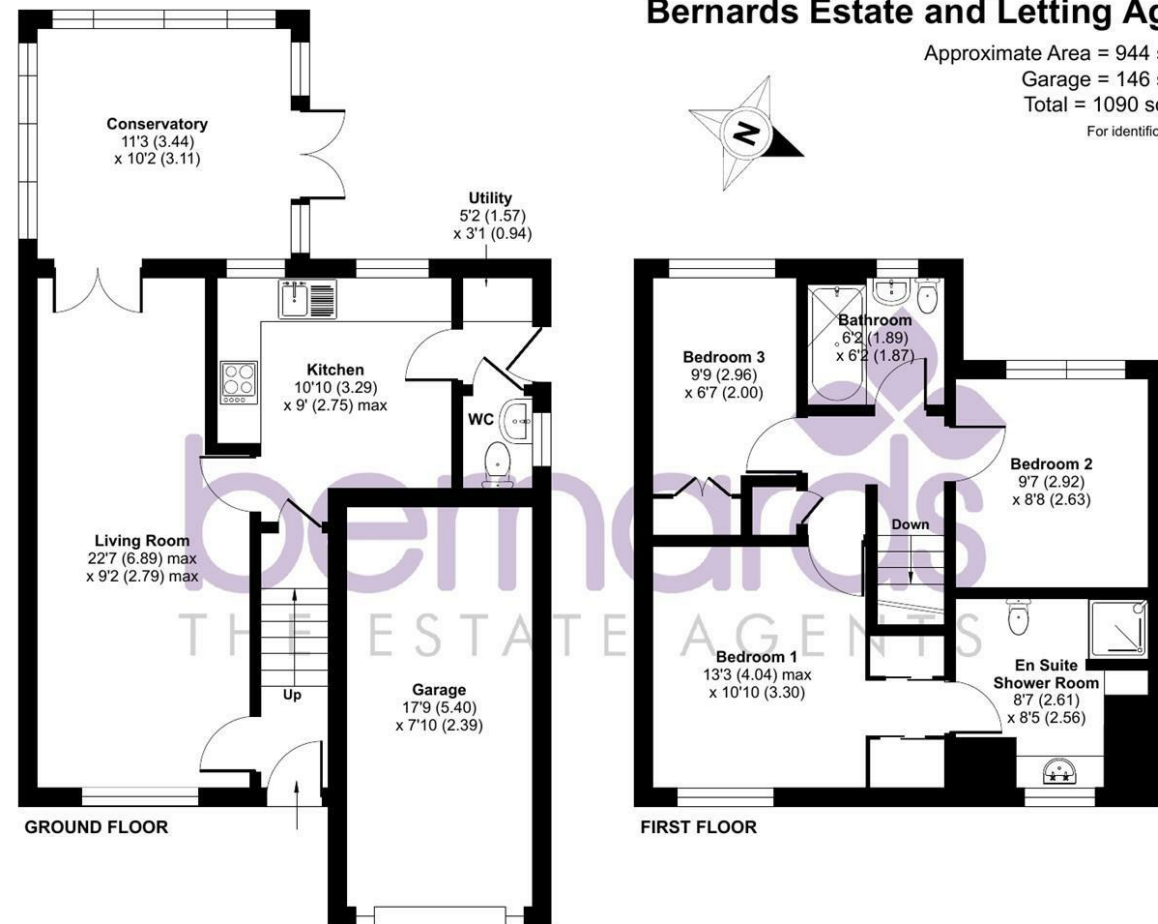 Bernards Estate and Letting Ag
Approximate Area = 944 s
Garage = 146 s
Total = 1090 s
For identific
N
Conservatory
11'3 (3.44)
x 10'2 (3.11)
Utility
5'2 (1.57)
x 3'1 (0.94)
Kitchen
10'10 (3.29)
x 9' (2.75) max
WC
Living Room
22'7 (6.89) max
x 9'2 (2.79) max
Up
Garage
17'9 (5.40)
x 7'10 (2.39)
GROUND FLOOR
Bedroom 3
9'9 (2.96)
x 6'7 (2.00)
Bathroom
6'2 (1.89)
x 6'2 (1.87)
Bedroom 2
9'7 (2.92)
x 8'8 (2.63)
Down
Bedroom 1
13'3 (4.04) max
x 10'10 (3.30)
En Suite
Shower Room
8'7 (2.61)
x 8'5 (2.56)
FIRST FLOOR
bernards
THE ESTATE AGENTS